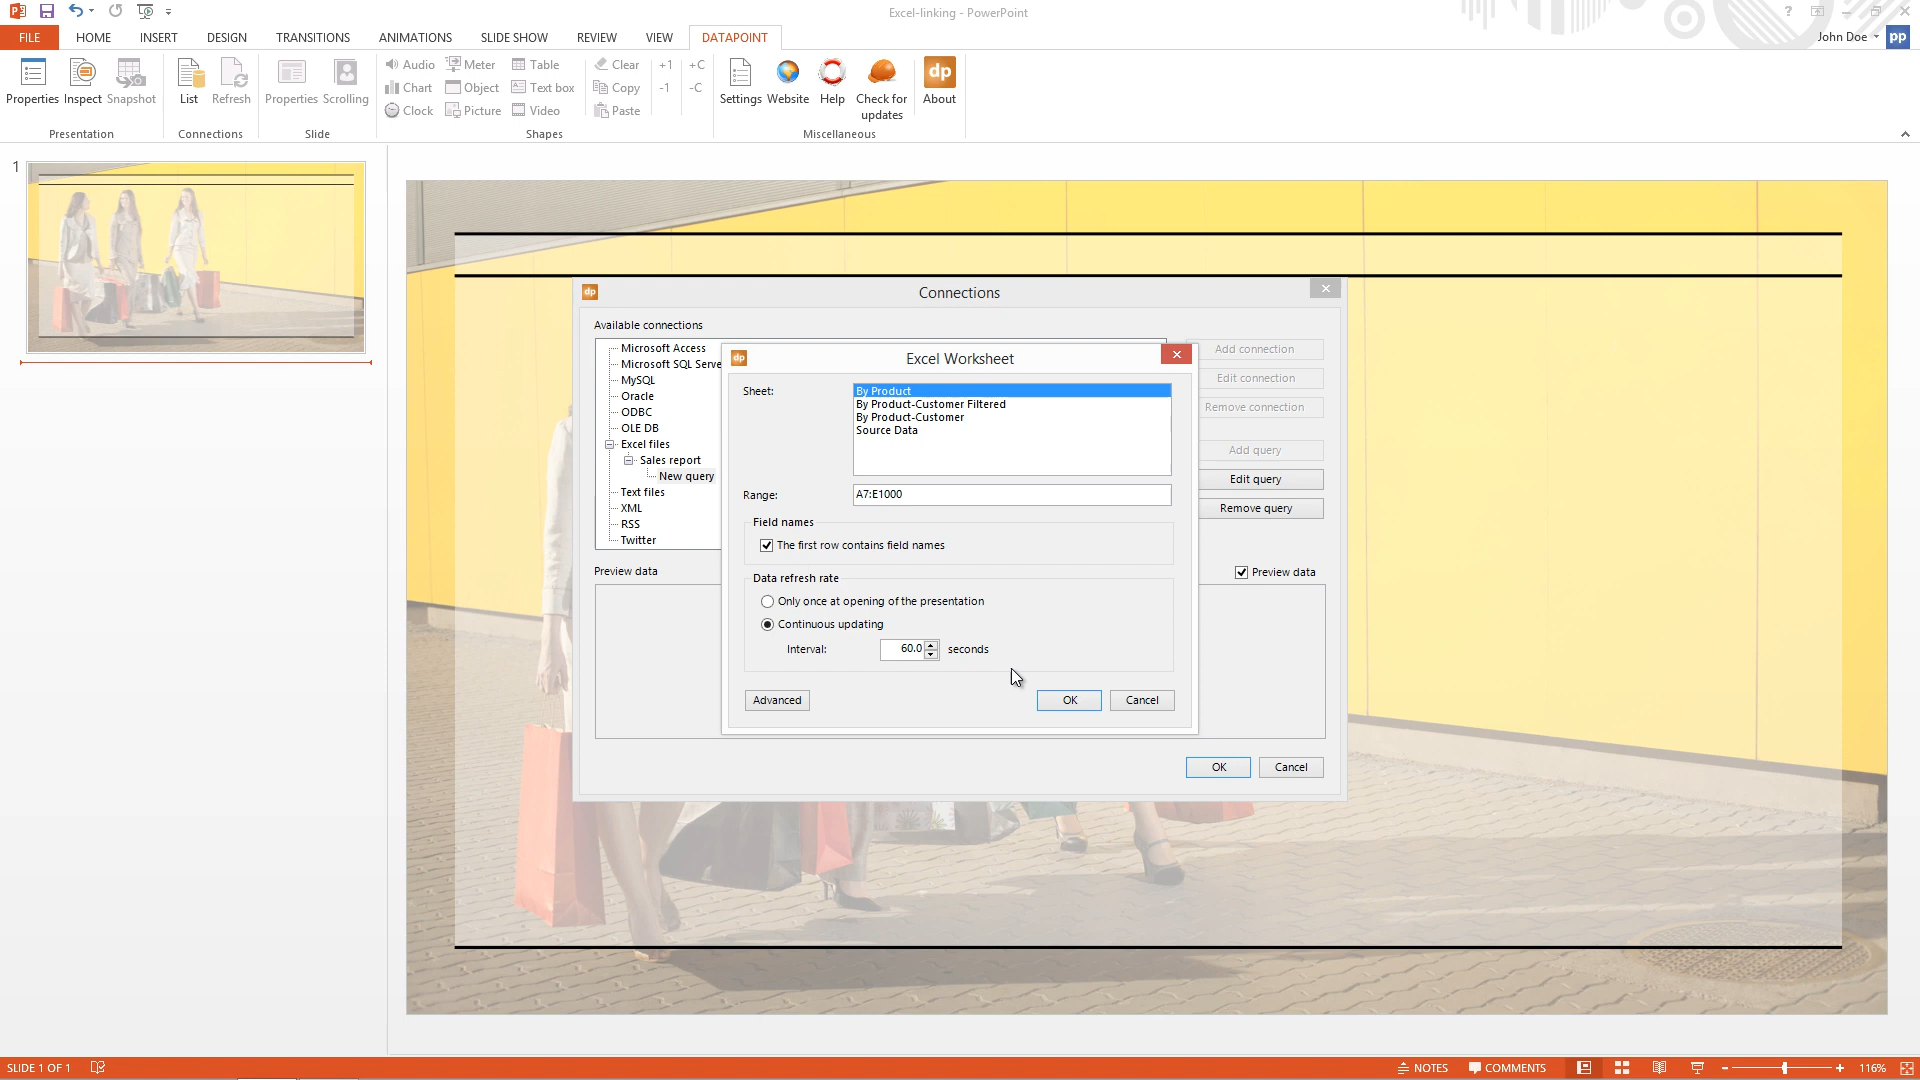 Excel-linking - PowerPoint
?
FILE HOME INSERT DESIGN TRANSITIONS ANIMATIONS SLIDE SHOW REVIEW VIEW DATAPOINT
John Doe pp
Audio Meter Table Clear +1 +C
Chart Object Text box Copy -1 -C
Clock Picture Video Paste
dp
Properties Inspect Snapshot List Refresh Properties Scrolling Settings Website Help Check for updates About
Presentation Connections Slide Shapes Miscellaneous
1
dp Connections
Available connections
Microsoft Access
Microsoft SQL Serve
MySQL
Oracle
ODBC
OLE DB
Excel files
Sales report
New query
Text files
XML
RSS
Twitter
Add connection
Edit connection
Remove connection
Add query
Edit query
Remove query
Preview data
Preview data
OK Cancel
dp Excel Worksheet
Sheet:
By Product
By Product-Customer Filtered
By Product-Customer
Source Data
Range: A7:E1000
Field names
The first row contains field names
Data refresh rate
Only once at opening of the presentation
Continuous updating
Interval: 60.0 seconds
Advanced OK Cancel
SLIDE 1 OF 1 NOTES COMMENTS 116%